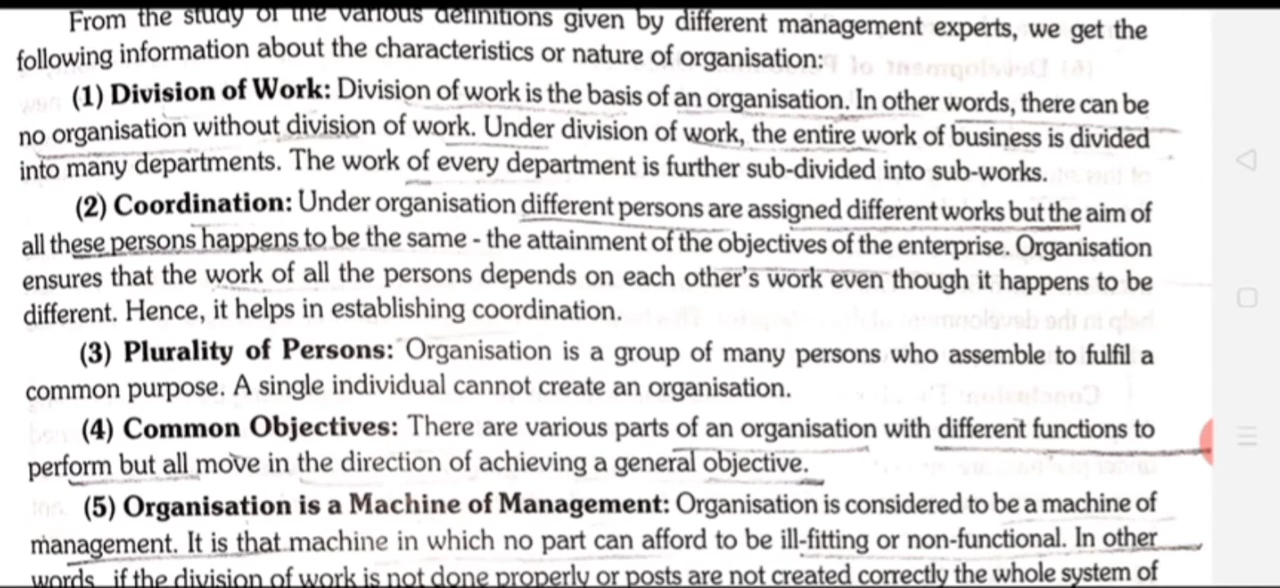 From the study of the various definitions given by different management experts, we get the
following information about the characteristics or nature of organisation:
(1) Division of Work: Division of work is the basis of an organisation. In other words, there can be
no organisation without division of work. Under division of work, the entire work of business is divided
into many departments. The work of every department is further sub-divided into sub-works.
(2) Coordination: Under organisation different persons are assigned different works but the aim of
all these persons happens to be the same - the attainment of the objectives of the enterprise. Organisation
ensures that the work of all the persons depends on each other's work even though it happens to be
different. Hence, it helps in establishing coordination.
(3) Plurality of Persons: Organisation is a group of many persons who assemble to fulfil a
common purpose. A single individual cannot create an organisation.
(4) Common Objectives: There are various parts of an organisation with different functions to
perform but all move in the direction of achieving a general objective.
(5) Organisation is a Machine of Management: Organisation is considered to be a machine of
management. It is that machine in which no part can afford to be ill-fitting or non-functional. In other
words, if the division of work is not done properly or posts are not created correctly the whole system of